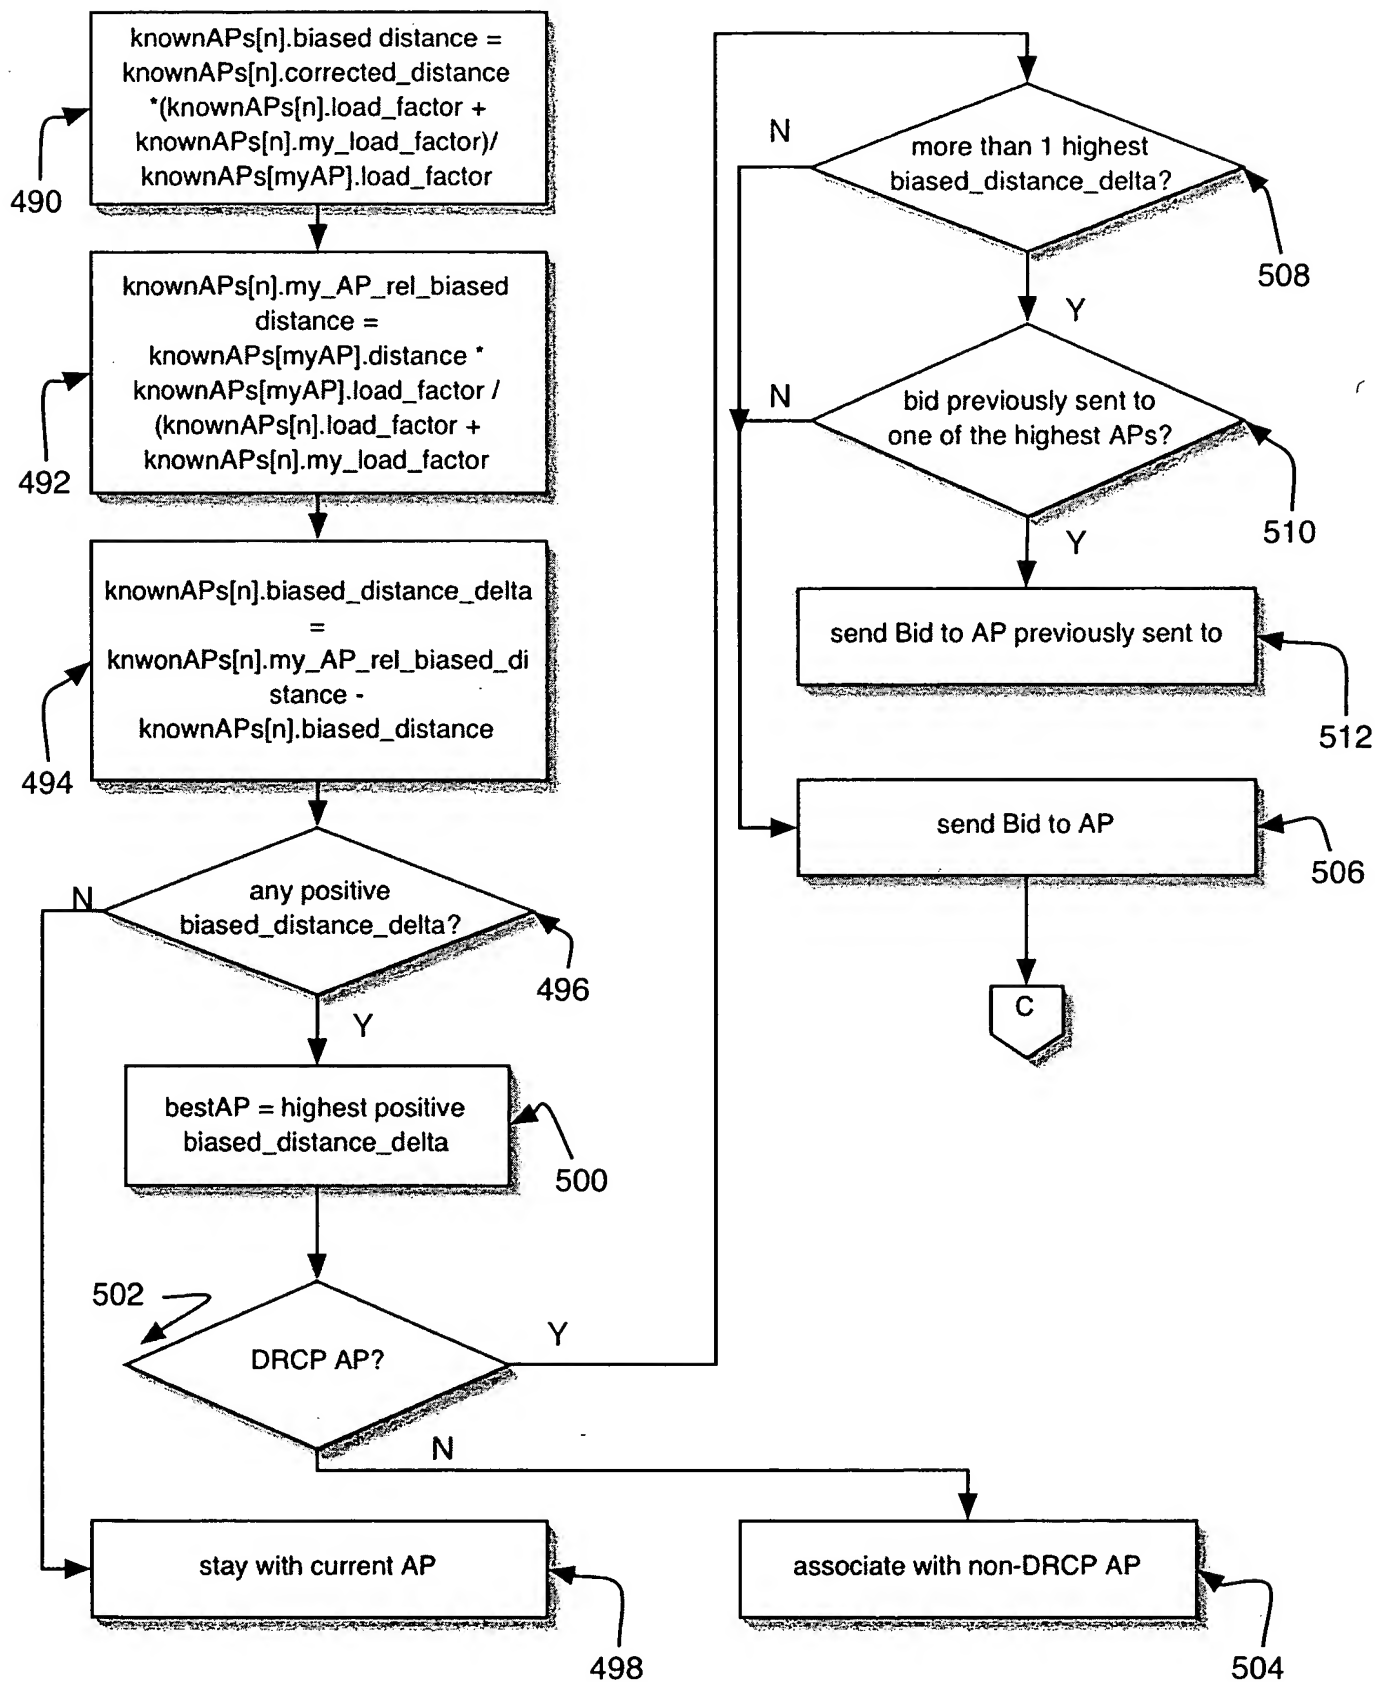 knownAPs[n].biased distance =
knownAPs[n].corrected_distance
*(knownAPs[n].load_factor +
knownAPs[n].my_load_factor)/
knownAPs[myAP].load_factor
490
knownAPs[n].my_AP_rel_biased
distance =
knownAPs[myAP].distance *
knownAPs[myAP].load_factor /
(knownAPs[n].load_factor +
knownAPs[n].my_load_factor
492
knownAPs[n].biased_distance_delta
=
knwonAPs[n].my_AP_rel_biased_di
stance -
knownAPs[n].biased_distance
494
N
any positive
biased_distance_delta?
496
Y
bestAP = highest positive
biased_distance_delta
500
502
DRCP AP?
Y
N
stay with current AP
498
associate with non-DRCP AP
504
N
more than 1 highest
biased_distance_delta?
508
Y
N
bid previously sent to
one of the highest APs?
510
Y
send Bid to AP previously sent to
512
send Bid to AP
506
C